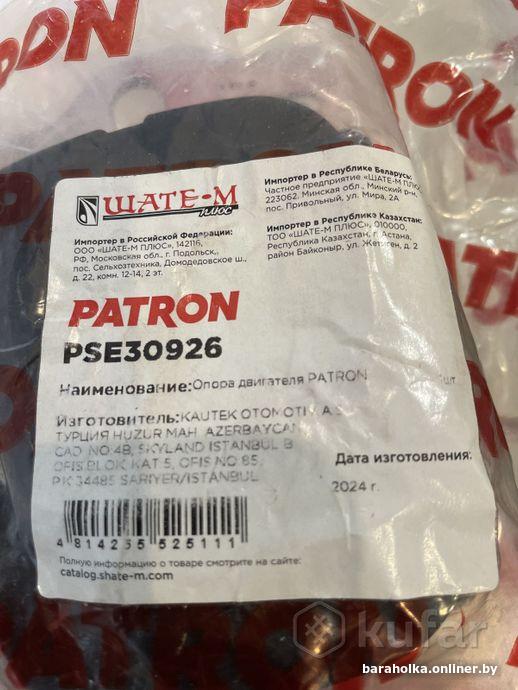 PATRON
ШАТЕ-М
ПЛЮС
Импортер в Российской Федерации:
ООО «ШАТЕ-М ПЛЮС», 142116,
РФ, Московская обл., г. Подольск,
пос. Сельхозтехника, Домодедовское ш.,
д. 22, комн. 12-14, 2 эт.
Импортер в Республике Беларусь:
Частное предприятие «ШАТЕ-М ПЛЮС»
223062, Минская обл., Минский р-н,
пос. Привольный, ул. Мира, 2А
Импортер в Республике Казахстан:
ТОО «ШАТЕ-М ПЛЮС», 010000,
Республика Казахстан, г. Астана,
район Байконыр, ул. Жетиген, д. 2
PATRON
PSE30926
Наименование:Опора двигателя PATRON
шт
Изготовитель:KAUTEK OTOMOTIV A.S
ТУРЦИЯ HUZUR MAH. AZERBAYCAN
CAD. NO:4B, SKYLAND ISTANBUL B
OFIS BLOK, KAT 5, OFIS NO 85,
PK 34485 SARIYER/ISTANBUL
Дата изготовления:
2024 г.
4 814255 525111
Полную информацию о товаре смотрите на сайте:
catalog.shate-m.com
kufar
baraholka.onliner.by